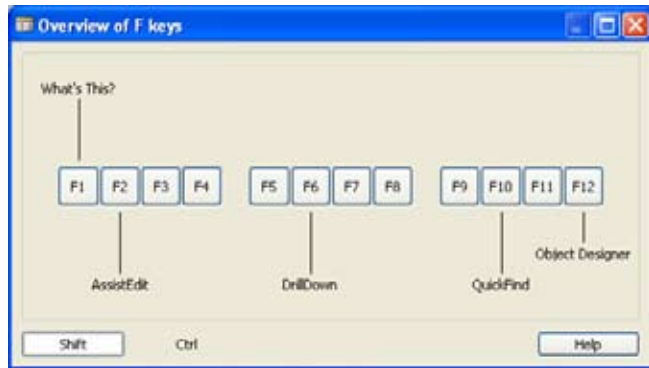 Overview of F keys
What's This?
F1 F2 F3 F4 F5 F6 F7 F8 F9 F10 F11 F12
Object Designer
AssistEdit DrillDown QuickFind
Shift Ctrl Help